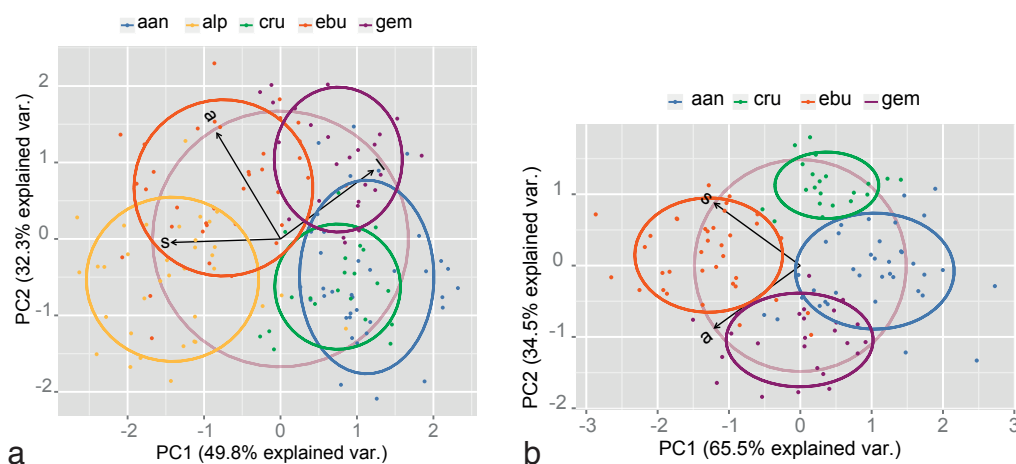 aan alp cru ebu gem
2
1
0
-1
-2
PC2 (32.3% explained var.)
a
l
s
-2 -1 0 1 2
PC1 (49.8% explained var.)
a
aan cru ebu gem
1
0
-1
-2
PC2 (34.5% explained var.)
s
a
-3 -2 -1 0 1 2 3
PC1 (65.5% explained var.)
b